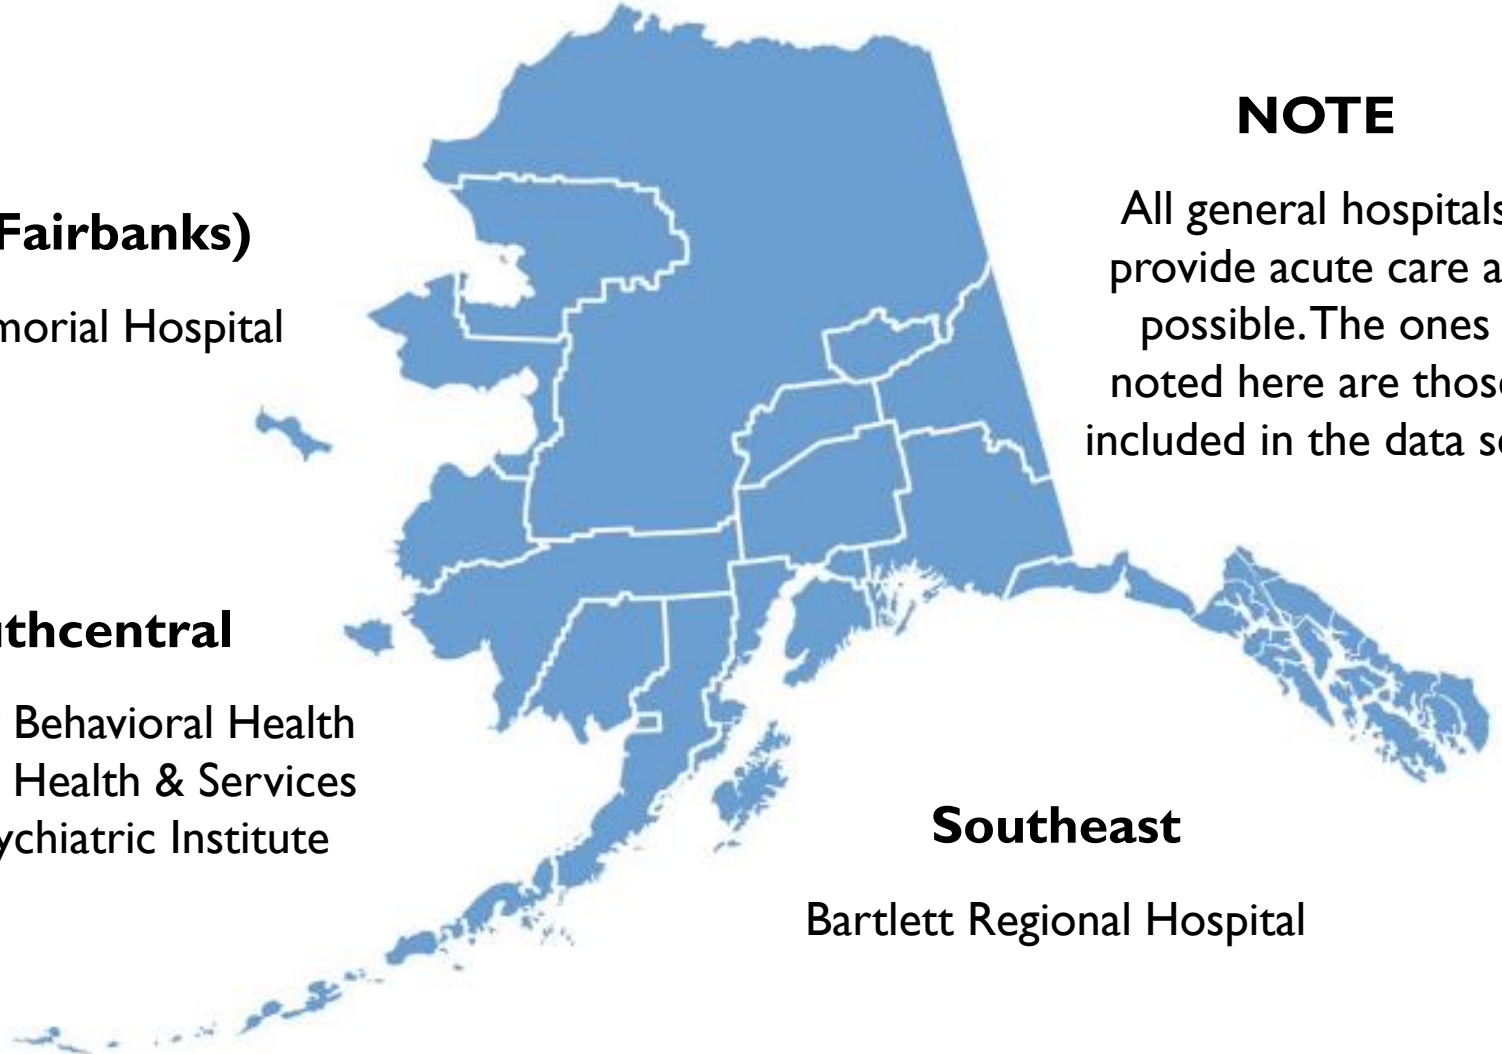 Fairbanks)
morial Hospital
thcentral
Behavioral Health
Health & Services
ychiatric Institute
NOTE
All general hospitals
provide acute care a
possible. The ones
noted here are those
included in the data se
Southeast
Bartlett Regional Hospital